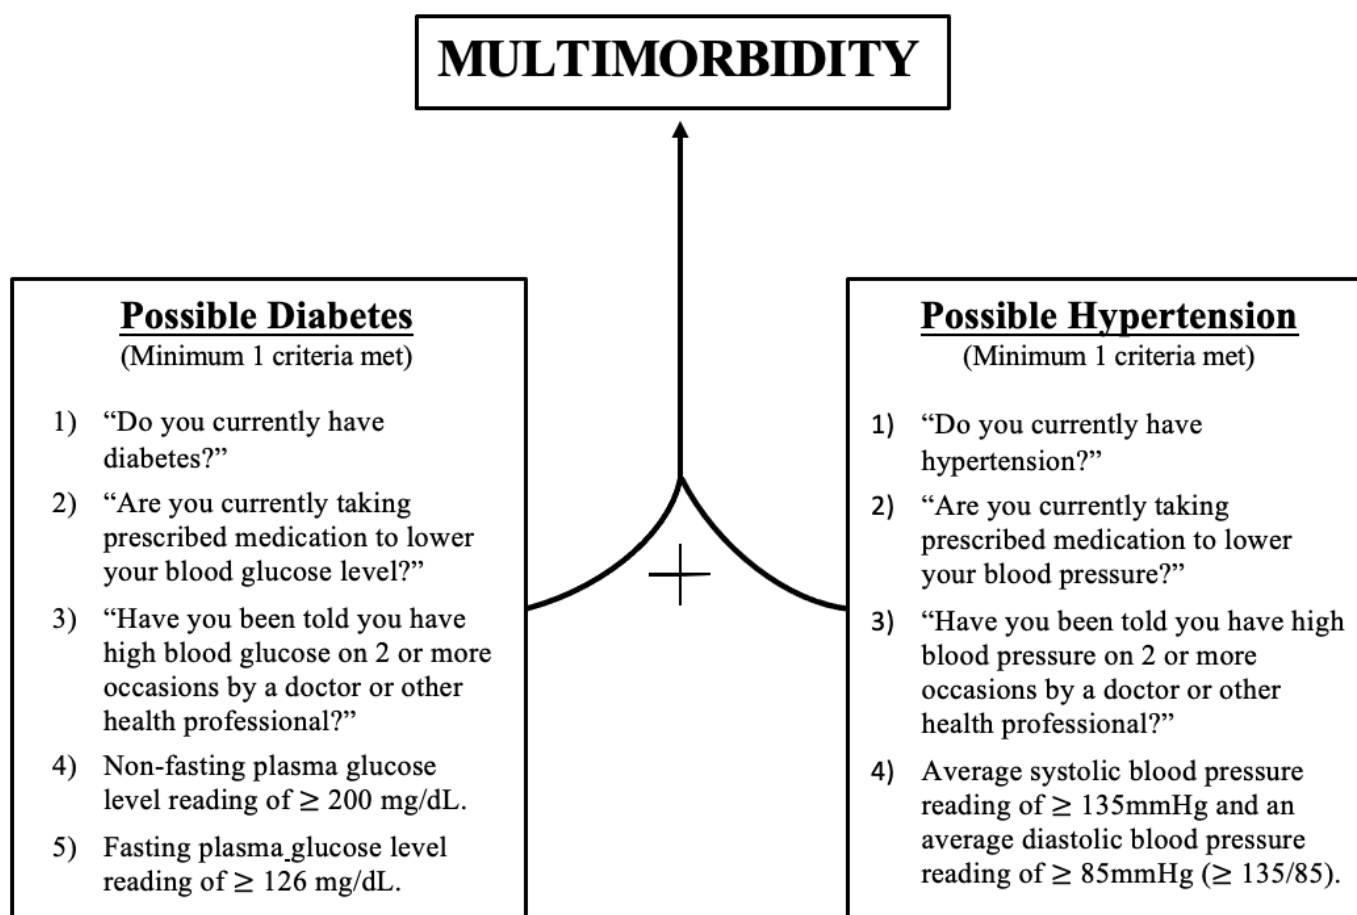 MULTIMORBIDITY
Possible Diabetes
(Minimum 1 criteria met)
1) “Do you currently have
diabetes?”
2) “Are you currently taking
prescribed medication to lower
your blood glucose level?”
3) “Have you been told you have
high blood glucose on 2 or more
occasions by a doctor or other
health professional?”
4) Non-fasting plasma glucose
level reading of ≥ 200 mg/dL.
5) Fasting plasma glucose level
reading of ≥ 126 mg/dL.
+
Possible Hypertension
(Minimum 1 criteria met)
1) “Do you currently have
hypertension?”
2) “Are you currently taking
prescribed medication to lower
your blood pressure?”
3) “Have you been told you have high
blood pressure on 2 or more
occasions by a doctor or other
health professional?”
4) Average systolic blood pressure
reading of ≥ 135mmHg and an
average diastolic blood pressure
reading of ≥ 85mmHg (≥ 135/85).